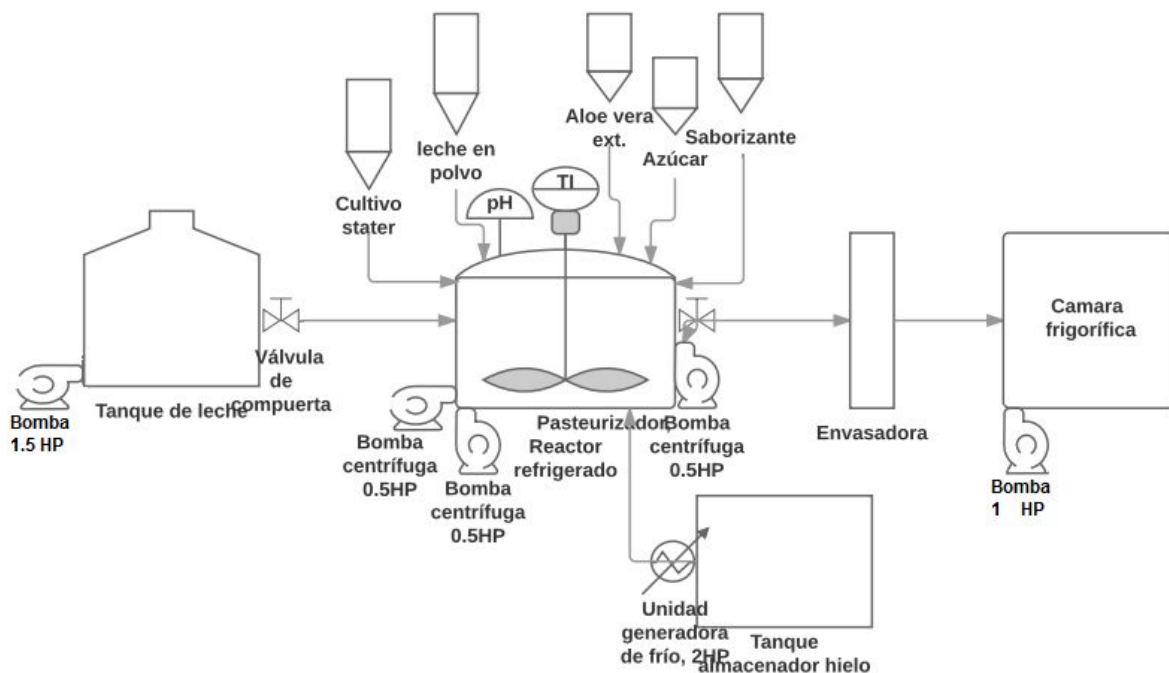 leche en
polvo
Aloe vera
ext.
Azúcar
Saborizante
Cultivo
stater
pH
TI
Válvula
de
compuerta
Tanque de leche
Bomba
1.5 HP
Bomba
centrífuga
0.5HP
Bomba
centrífuga
0.5HP
Pasteurizador,
Reactor
refrigerado
Bomba
centrífuga
0.5HP
Envasadora
Camara
frigorífica
Bomba
1 HP
Unidad
generadora
de frío, 2HP
Tanque
almacenador hielo